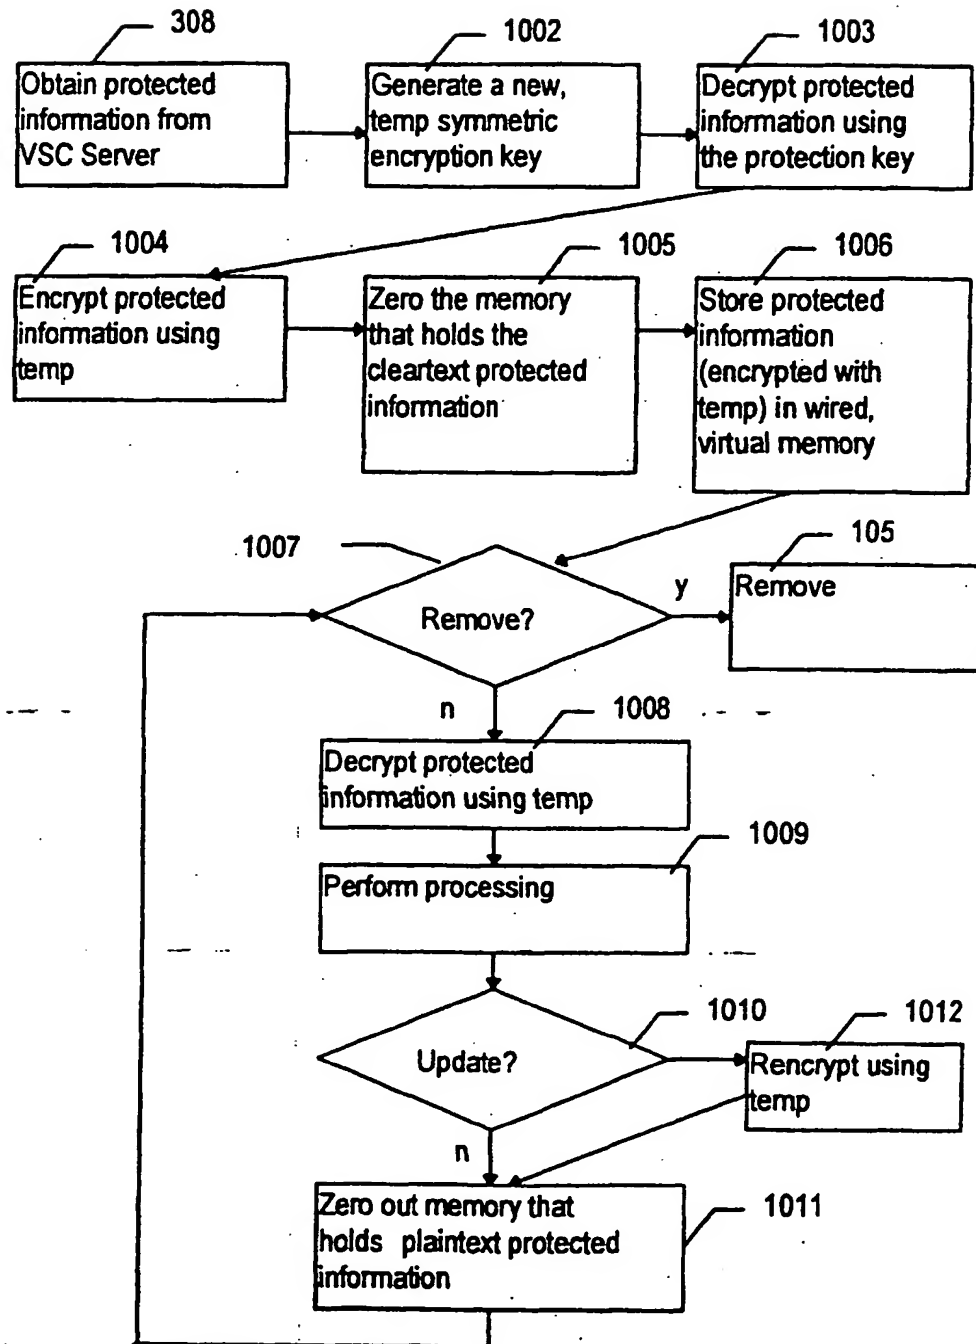 308
Obtain protected
information from
VSC Server
1002
Generate a new,
temp symmetric
encryption key
1003
Decrypt protected
information using
the protection key
1004
Encrypt protected
information using
temp
1005
Zero the memory
that holds the
cleartext protected
information
1006
Store protected
information
(encrypted with
temp) in wired,
virtual memory
1007
Remove?
y
105
Remove
n
1008
Decrypt protected
information using temp
1009
Perform processing
1010
Update?
1012
Rencrypt using
temp
n
1011
Zero out memory that
holds plaintext protected
information